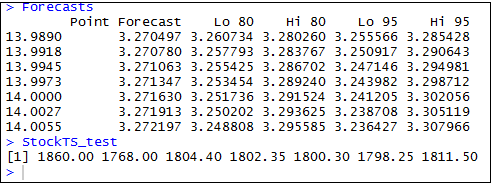 > Forecasts
Point Forecast Lo 80 Hi 80 Lo 95 Hi 95
13.9890 3.270497 3.260734 3.280260 3.255566 3.285428
13.9918 3.270780 3.257793 3.283767 3.250917 3.290643
13.9945 3.271063 3.255425 3.286702 3.247146 3.294981
13.9973 3.271347 3.253454 3.289240 3.243982 3.298712
14.0000 3.271630 3.251736 3.291524 3.241205 3.302056
14.0027 3.271913 3.250202 3.293625 3.238708 3.305119
14.0055 3.272197 3.248808 3.295585 3.236427 3.307966
> StockTS_test
[1] 1860.00 1768.00 1804.40 1802.35 1800.30 1798.25 1811.50
>